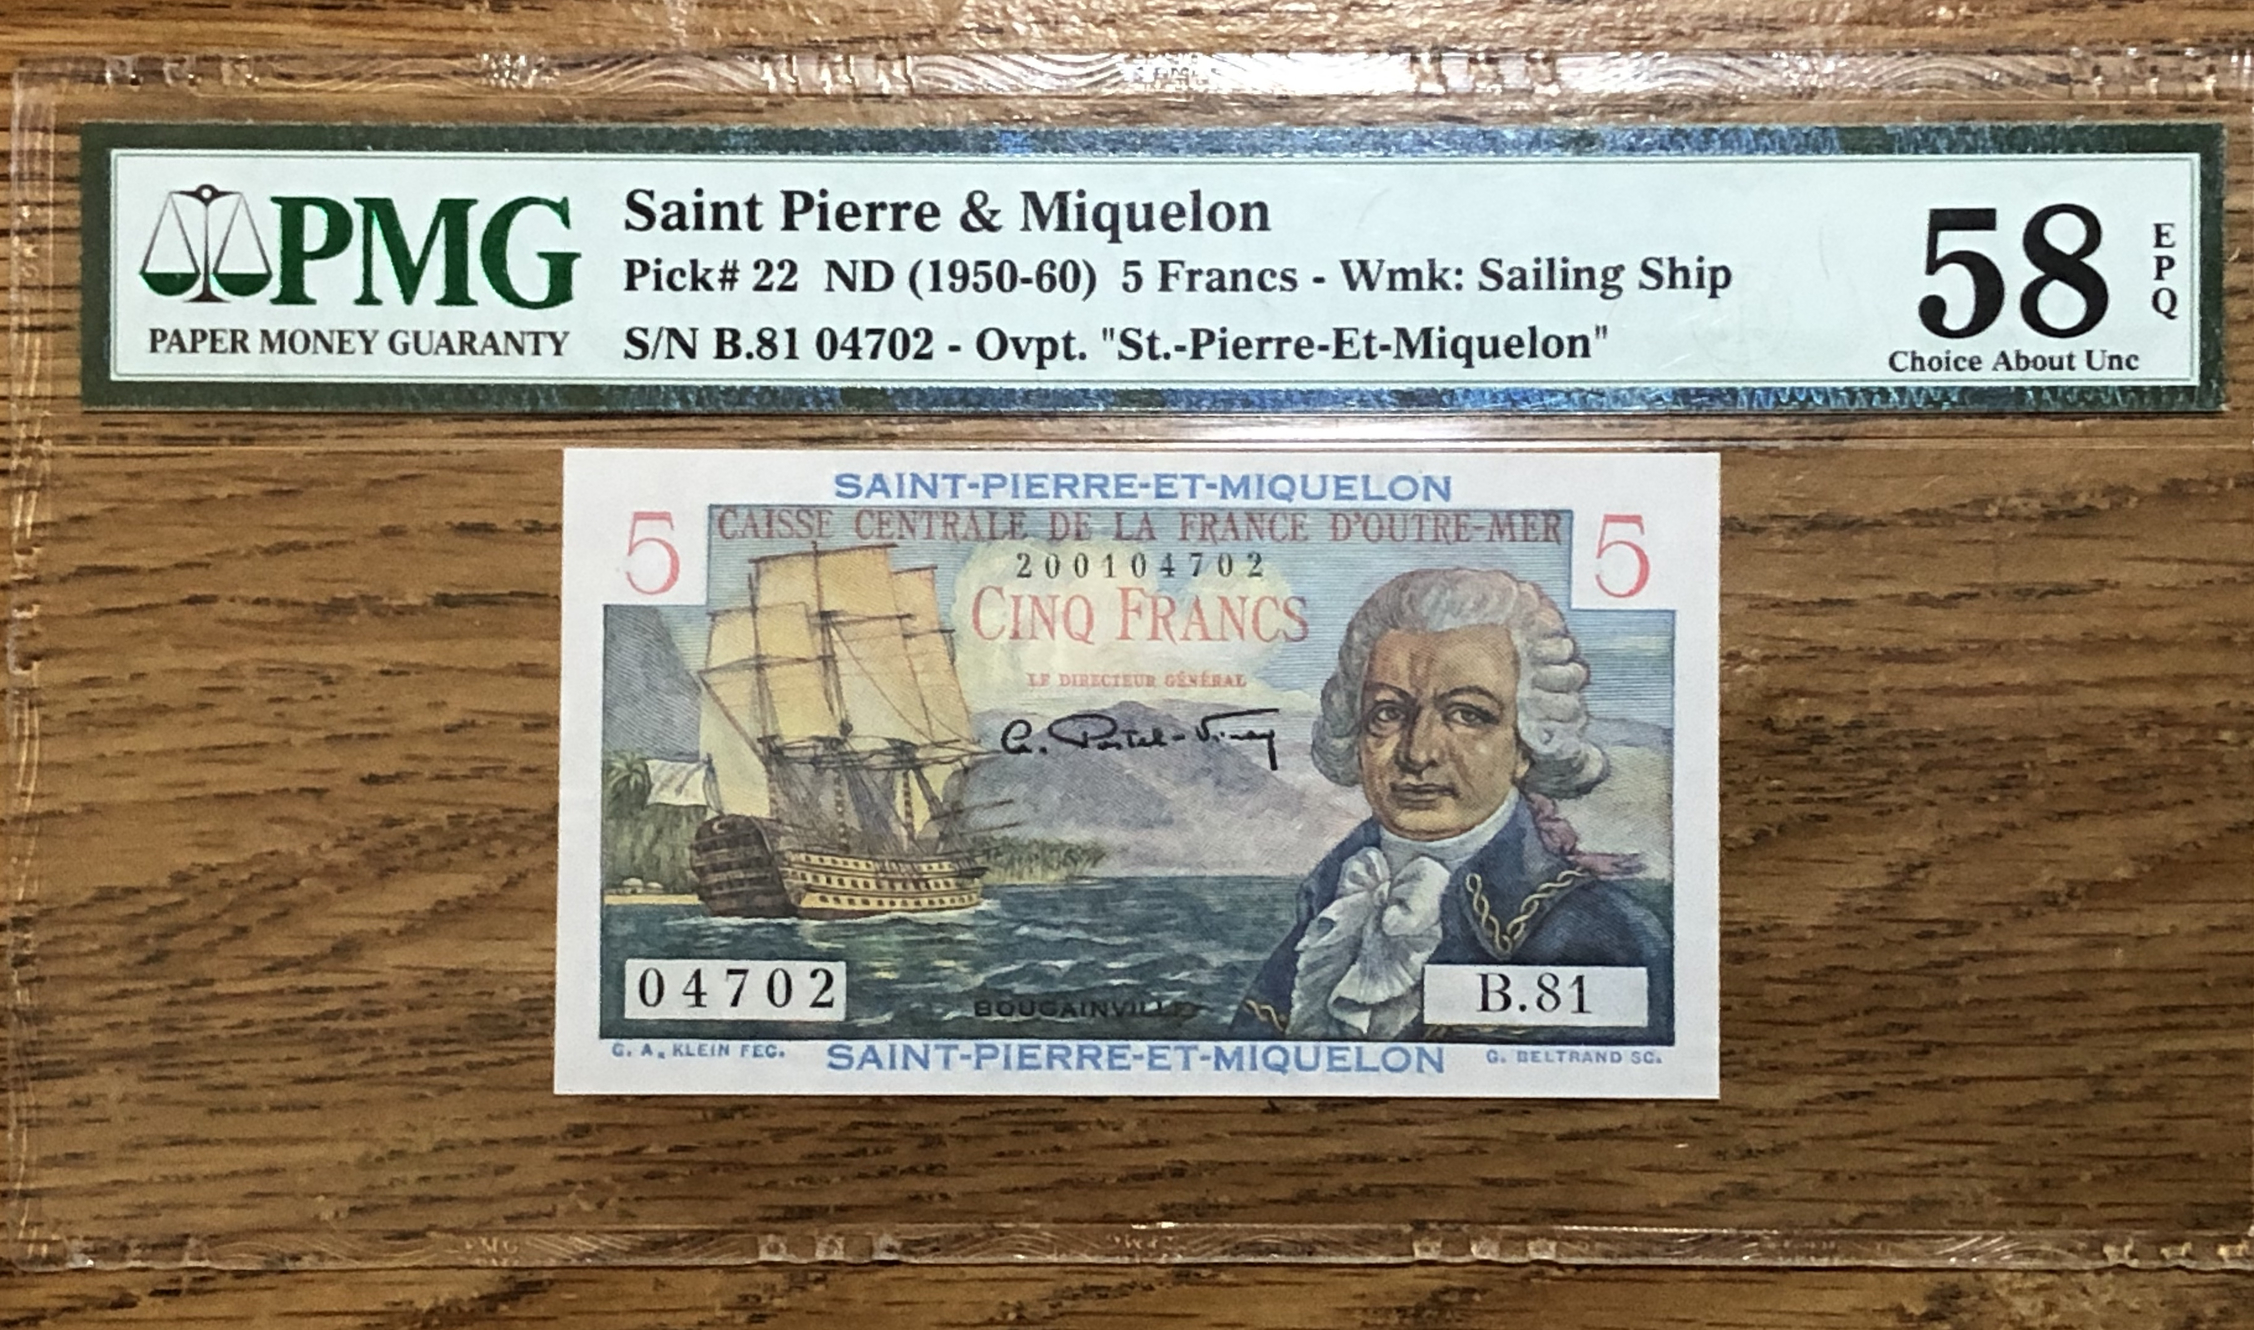 PMG
PAPER MONEY GUARANTY
Saint Pierre & Miquelon
Pick# 22 ND (1950-60) 5 Francs - Wmk: Sailing Ship
S/N B.81 04702 - Ovpt. "St.-Pierre-Et-Miquelon"
58
EPQ
Choice About Unc
SAINT-PIERRE-ET-MIQUELON
5
CAISSE CENTRALE DE LA FRANCE D'OUTRE-MER
5
200104702
CINQ FRANCS
LE DIRECTEUR GÉNÉRAL
A. Postel-Vinay
04702
BOUGAINVILLE
B.81
G. A. KLEIN FEC.
SAINT-PIERRE-ET-MIQUELON
G. BELTRAND SC.